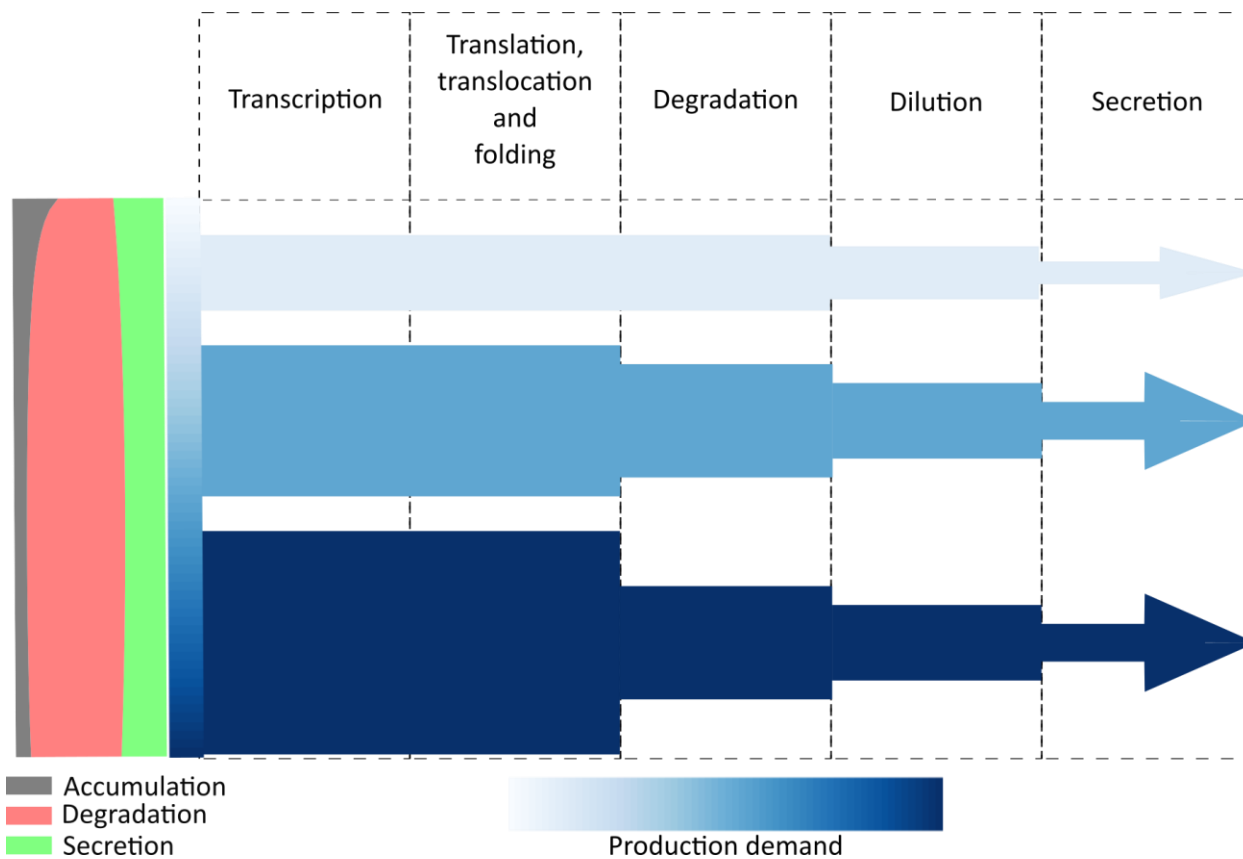 Transcription
Translation,
translocation
and
folding
Degradation
Dilution
Secretion
Accumulation
Degradation
Secretion
Production demand